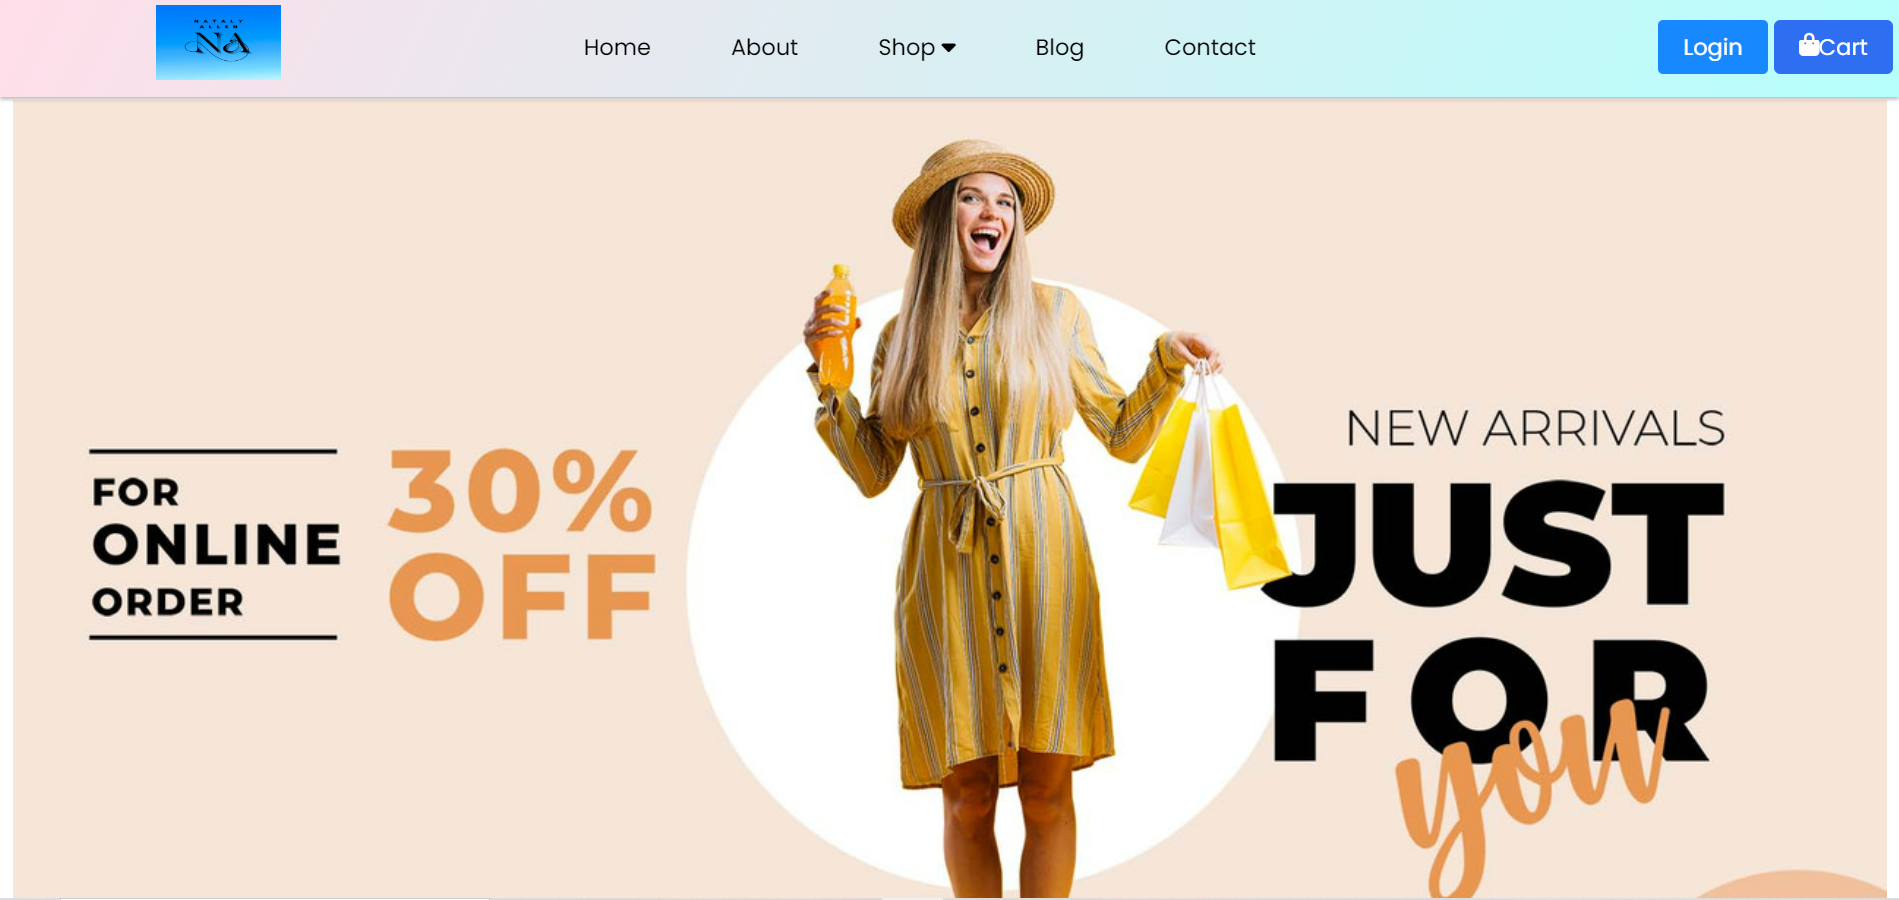 NATALY
ALLEN
NA
Home
About
Shop
Blog
Contact
Login
Cart
FOR
ONLINE
ORDER
30%
OFF
NEW ARRIVALS
JUST
FOR
you